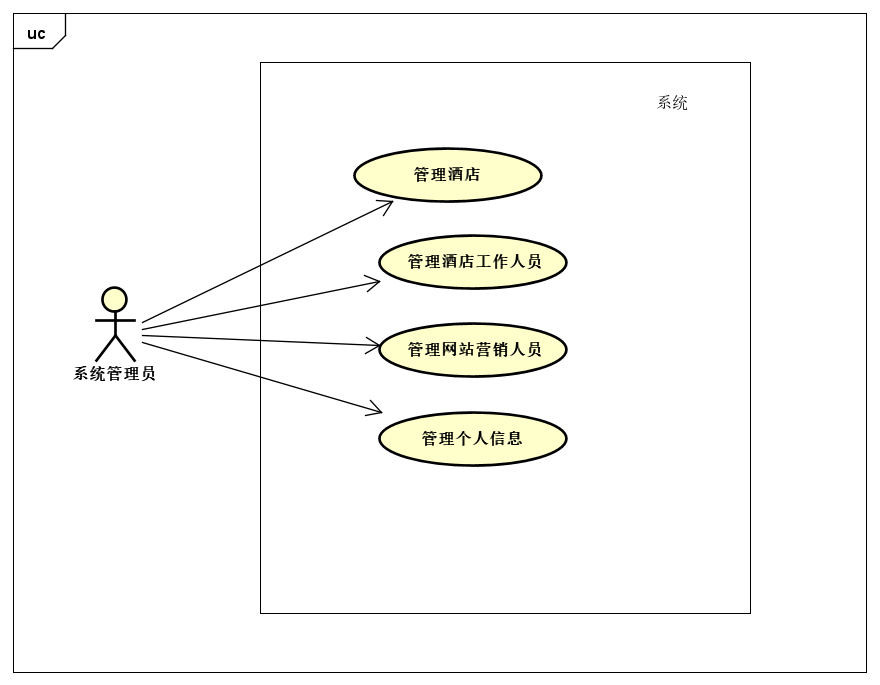 uc
系统
管理酒店
管理酒店工作人员
管理网站营销人员
系统管理员
管理个人信息